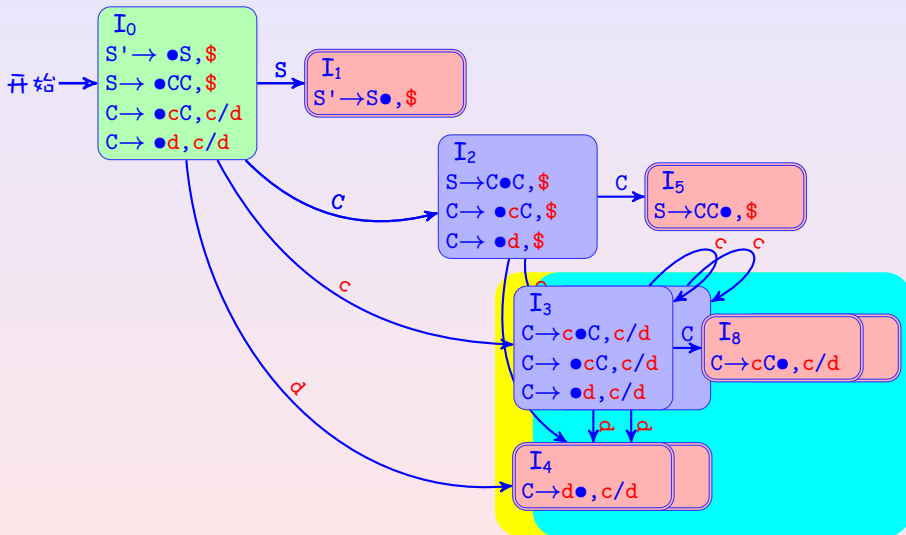 开始
I₀
S'→ ●S,$
S→ ●CC,$
C→ ●cC,c/d
C→ ●d,c/d
S
I₁
S'→S●,$
C
I₂
S→C●C,$
C→ ●cC,$
C→ ●d,$
C
I₅
S→CC●,$
c
c
c
I₃
C→c●C,c/d
C→ ●cC,c/d
C→ ●d,c/d
C
I₈
C→cC●,c/d
d
d
d
I₄
C→d●,c/d